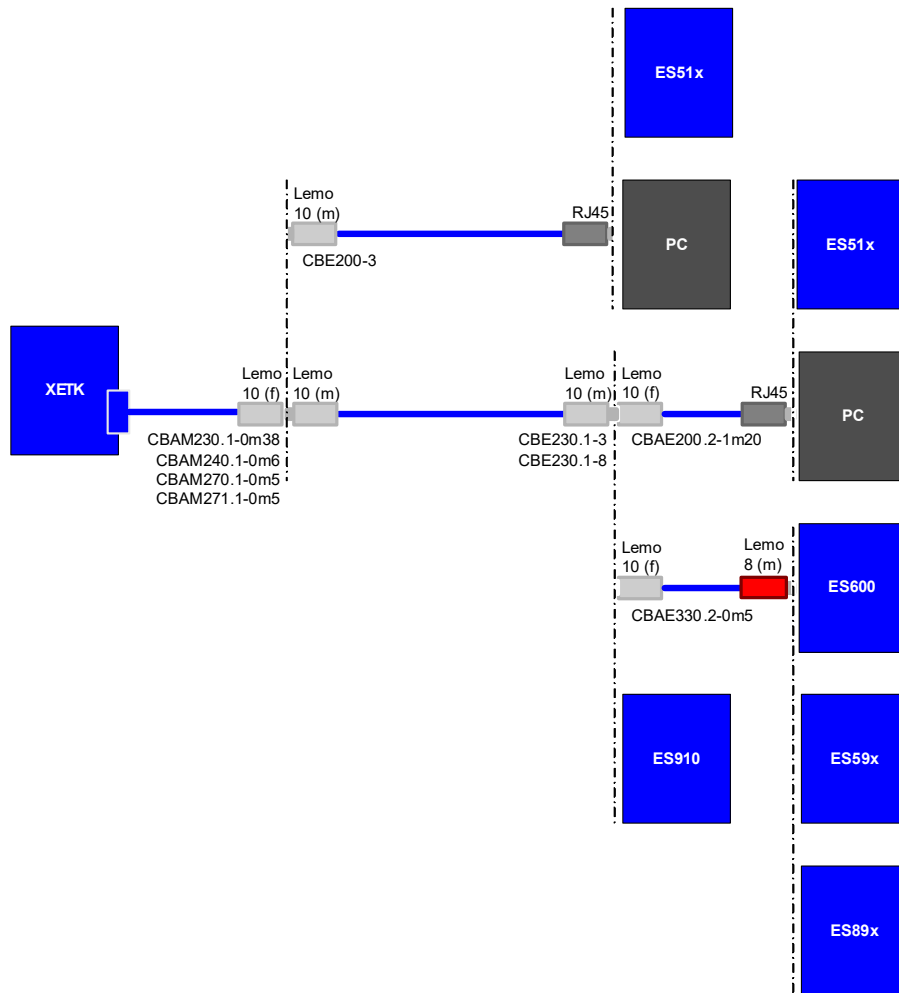 ES51x
Lemo
10 (m)
RJ45
CBE200-3
PC
ES51x
XETK
Lemo
10 (f)
Lemo
10 (m)
Lemo
10 (m)
Lemo
10 (f)
RJ45
PC
CBAM230.1-0m38
CBAM240.1-0m6
CBAM270.1-0m5
CBAM271.1-0m5
CBE230.1-3
CBE230.1-8
CBAE200.2-1m20
Lemo
10 (f)
Lemo
8 (m)
CBAE330.2-0m5
ES600
ES910
ES59x
ES89x